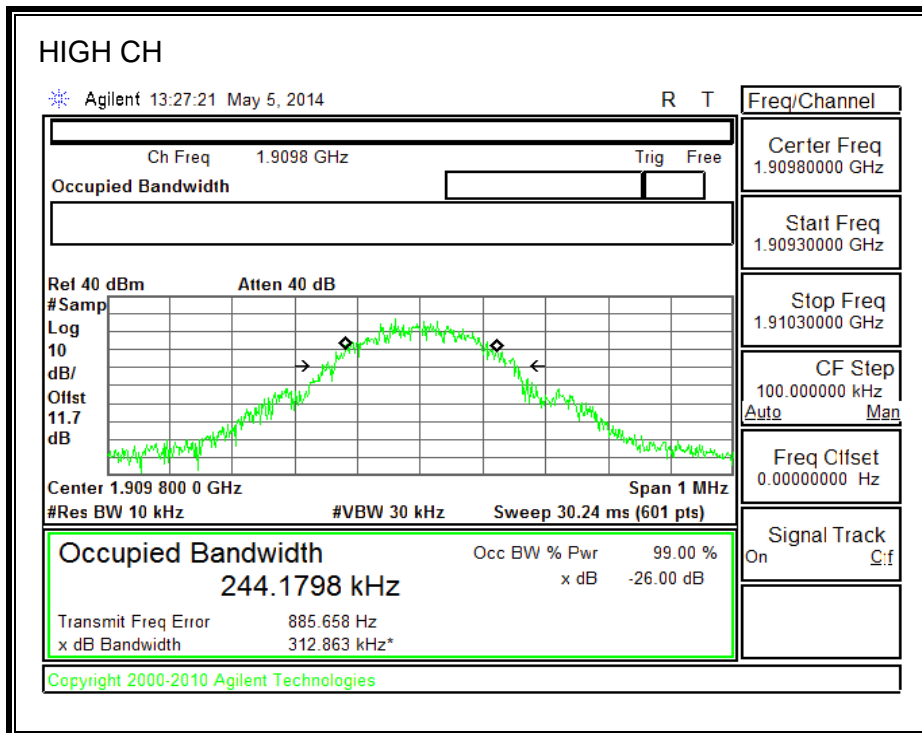 HIGH CH
Agilent 13:27:21 May 5, 2014 R T
Ch Freq 1.9098 GHz Trig Free
Occupied Bandwidth
Ref 40 dBm Atten 40 dB
#Samp
Log
10
dB/
Offst
11.7
dB
Center 1.909 800 0 GHz Span 1 MHz
#Res BW 10 kHz #VBW 30 kHz Sweep 30.24 ms (601 pts)
Occupied Bandwidth Occ BW % Pwr 99.00 %
244.1798 kHz x dB -26.00 dB
Transmit Freq Error 885.658 Hz
x dB Bandwidth 312.863 kHz*
Copyright 2000-2010 Agilent Technologies
Freq/Channel
Center Freq
1.90980000 GHz
Start Freq
1.90930000 GHz
Stop Freq
1.91030000 GHz
CF Step
100.000000 kHz
Auto Man
Freq Offset
0.00000000 Hz
Signal Track
On Off